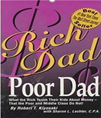 Rich
Dad
Poor Dad
What the Rich Teach Their Kids About Money –
That the Poor and Middle Class Do Not!
By Robert T. Kiyosaki
with Sharon L. Lechter, C.P.A.